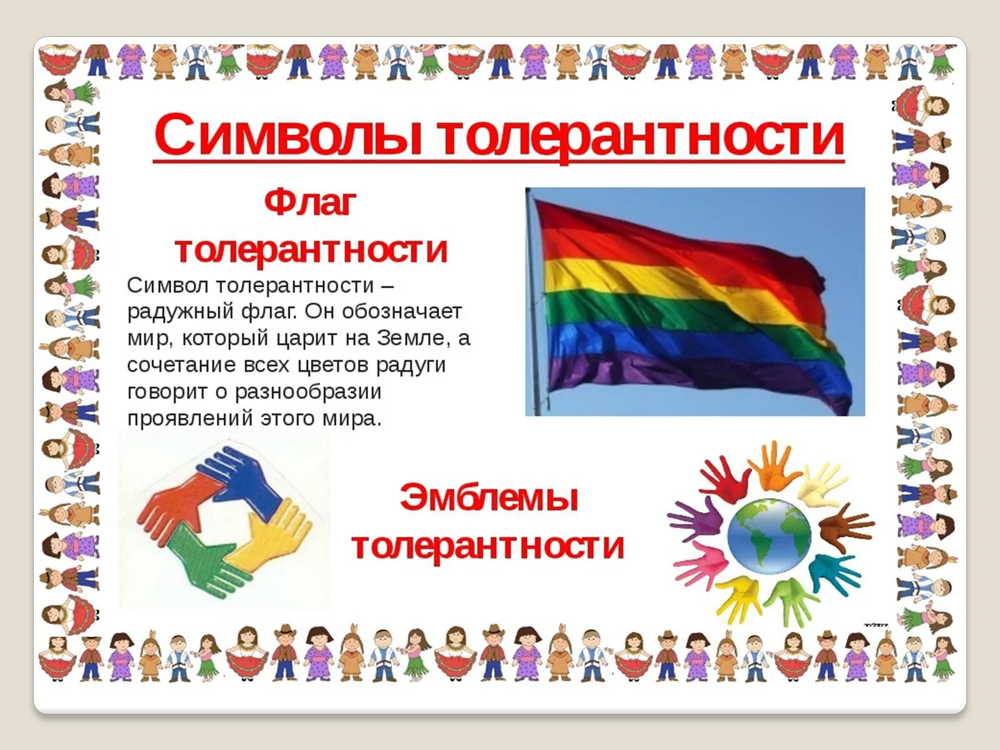 Символы толерантности
Флаг
толерантности
Символ толерантности –
радужный флаг. Он обозначает
мир, который царит на Земле, а
сочетание всех цветов радуги
говорит о разнообразии
проявлений этого мира.
Эмблемы
толерантности